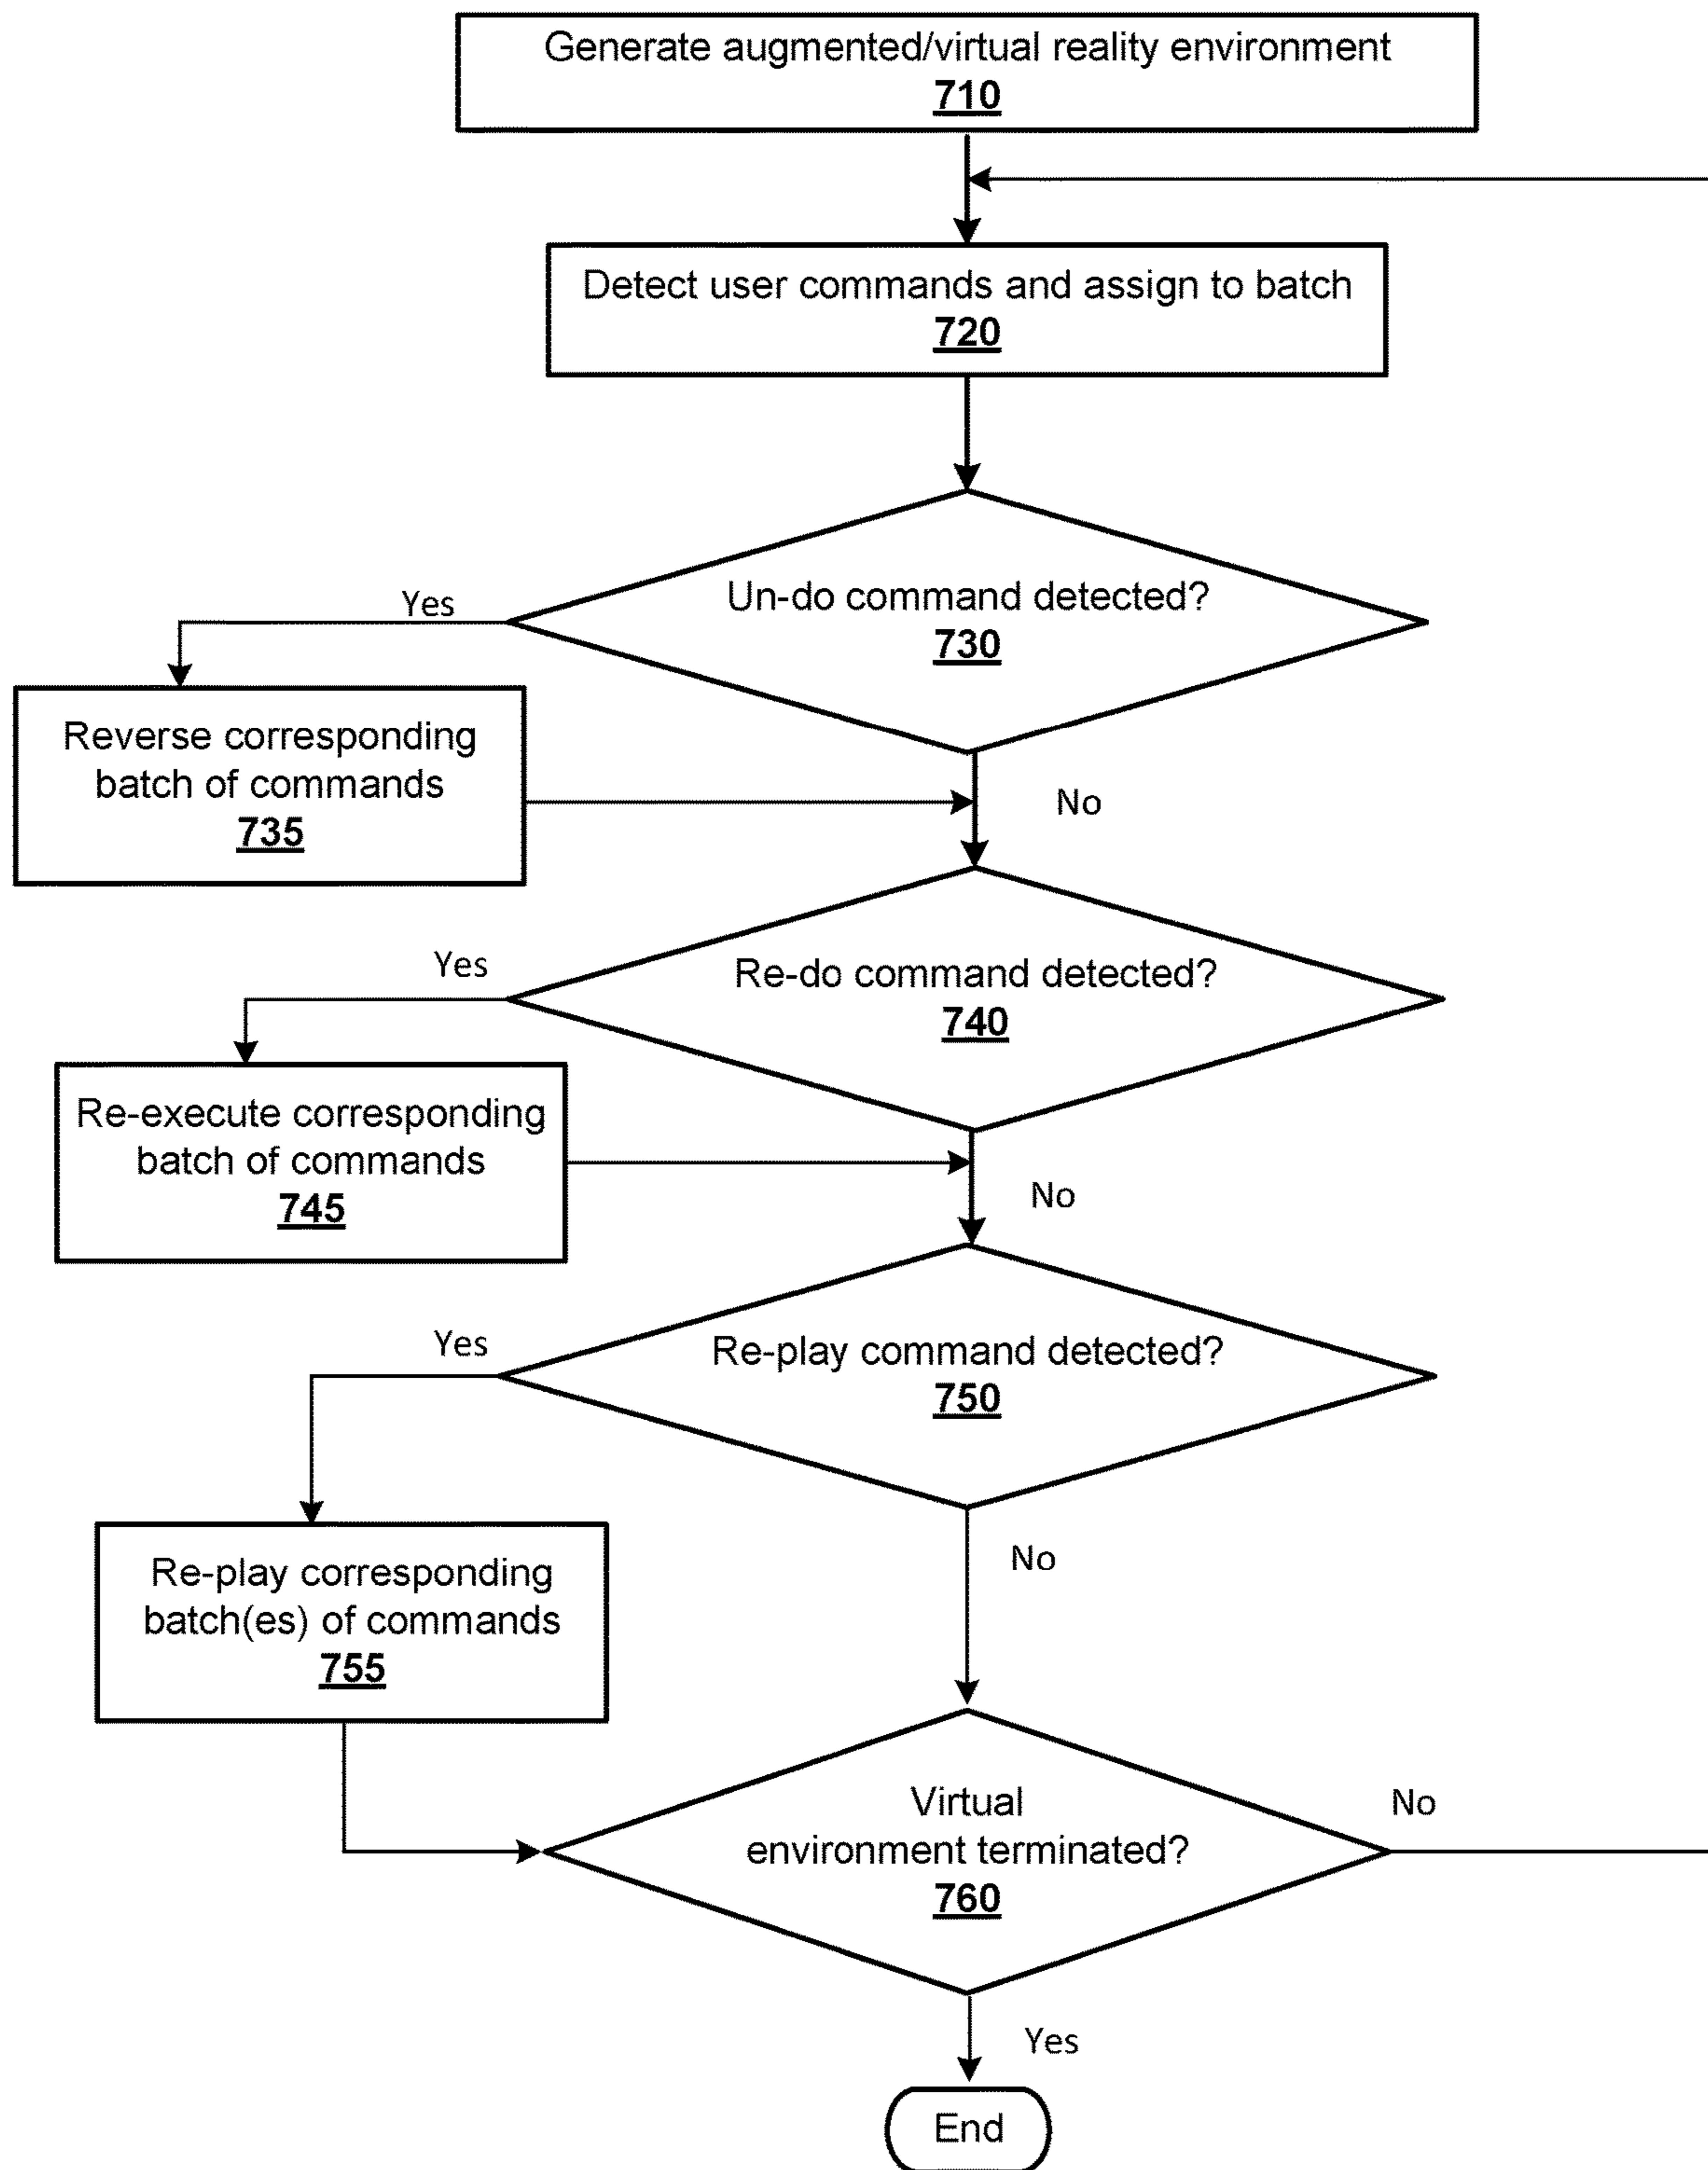 Generate augmented/virtual reality environment
710
Detect user commands and assign to batch
720
Un-do command detected?
730
Yes
Reverse corresponding
batch of commands
735
No
Re-do command detected?
740
Yes
Re-execute corresponding
batch of commands
745
No
Re-play command detected?
750
Yes
No
Re-play corresponding
batch(es) of commands
755
Virtual
environment terminated?
760
No
Yes
End